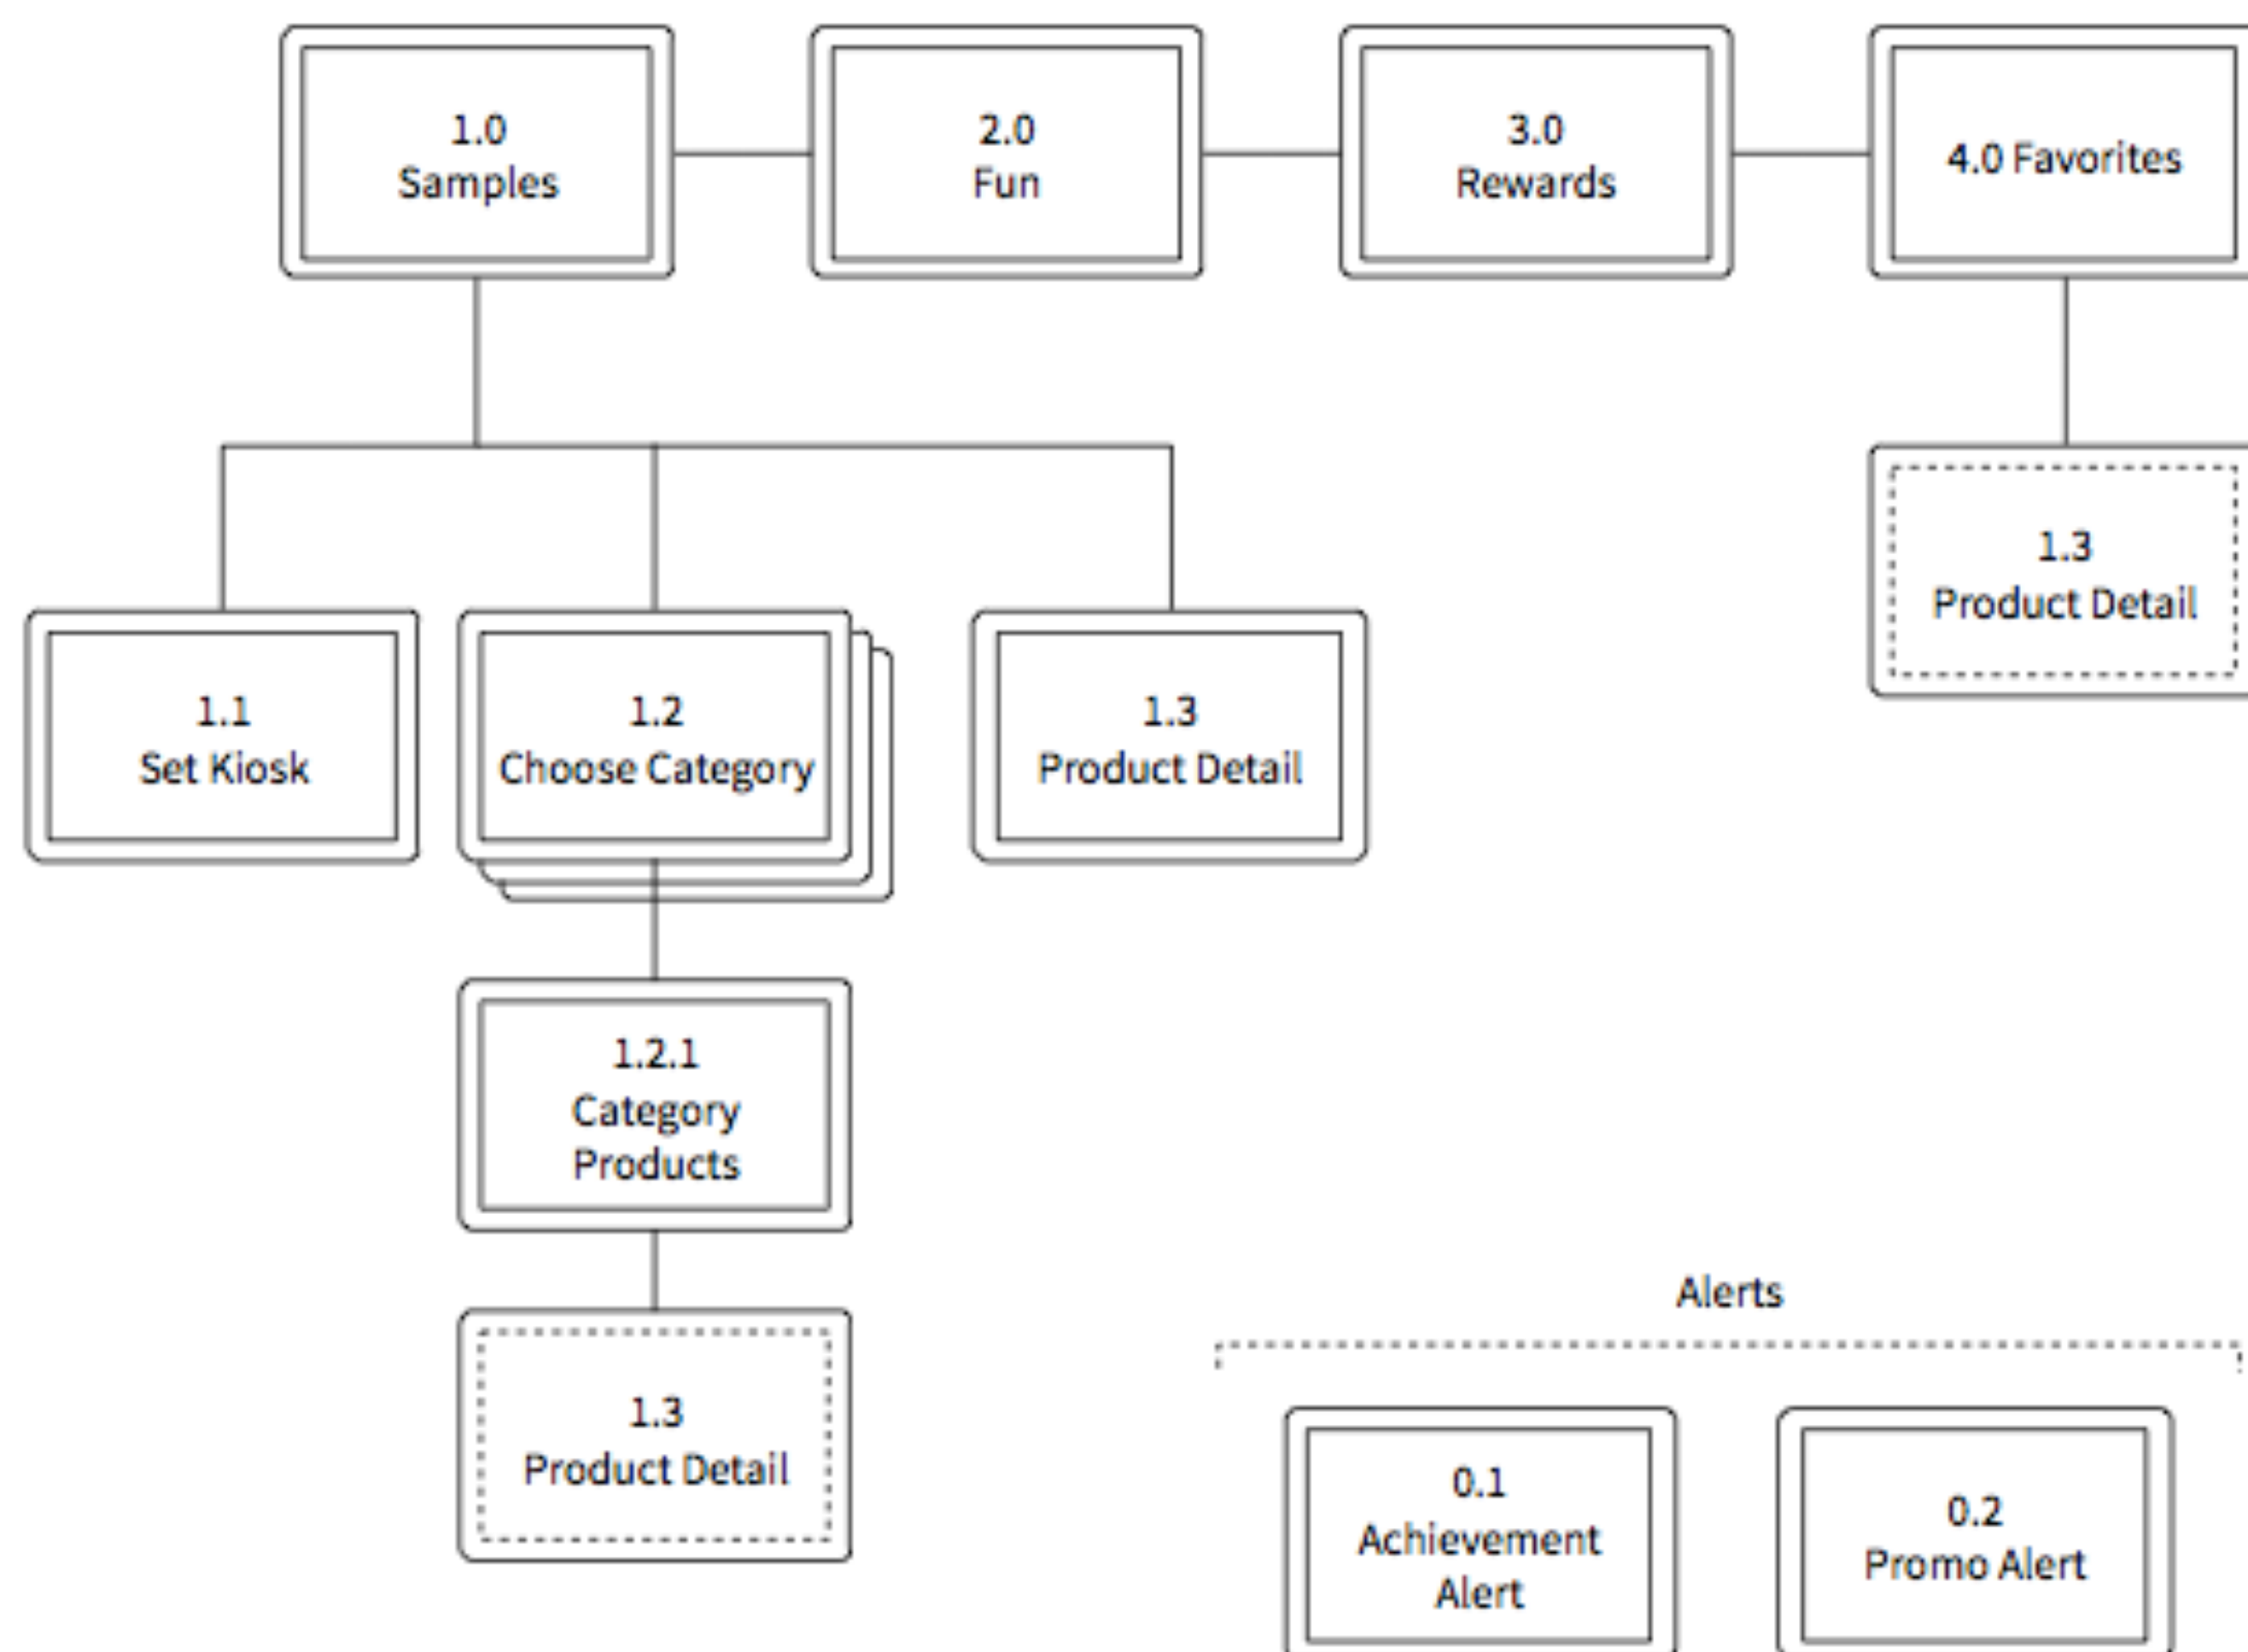 1.0
Samples
2.0
Fun
3.0
Rewards
4.0 Favorites
1.3
Product Detail
1.1
Set Kiosk
1.2
Choose Category
1.3
Product Detail
1.2.1
Category
Products
1.3
Product Detail
Alerts
0.1
Achievement
Alert
0.2
Promo Alert